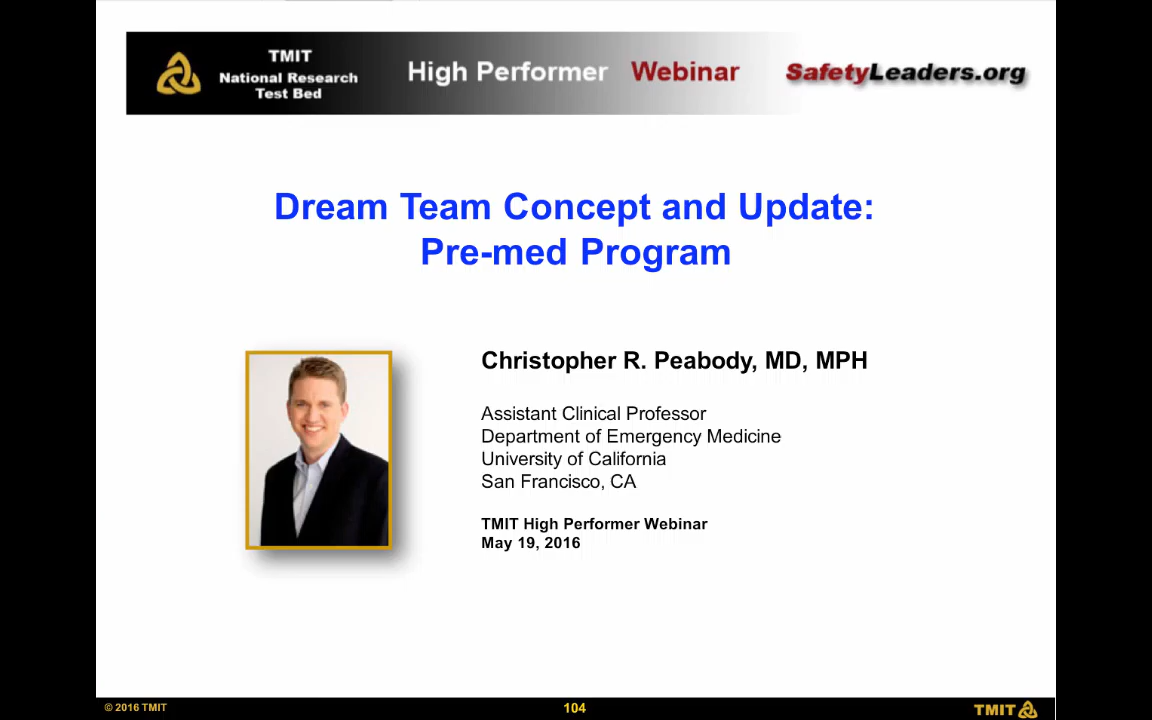 TMIT
National Research
Test Bed
High Performer Webinar
SafetyLeaders.org
Dream Team Concept and Update:
Pre-med Program
Christopher R. Peabody, MD, MPH
Assistant Clinical Professor
Department of Emergency Medicine
University of California
San Francisco, CA
TMIT High Performer Webinar
May 19, 2016
© 2016 TMIT
104
TMIT